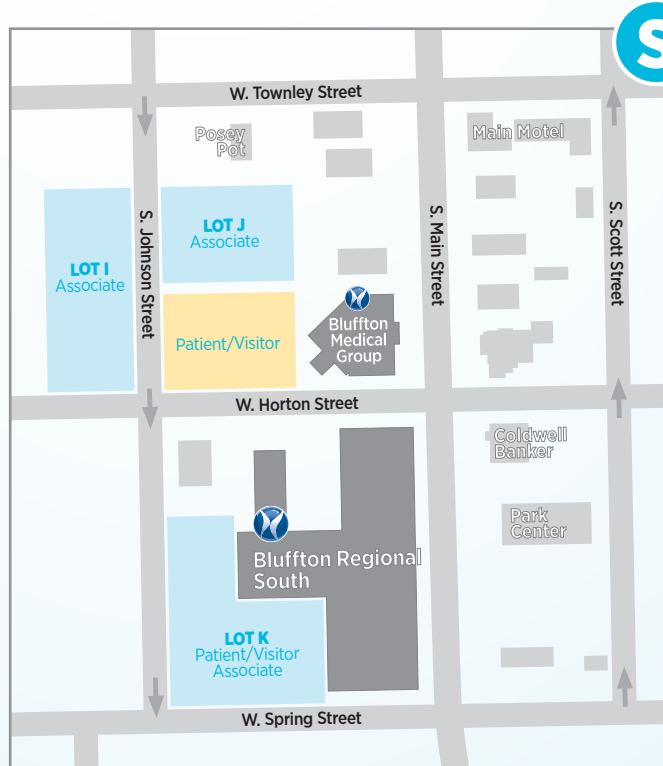 S
W. Townley Street
Posey
Pot
Main Motel
LOT J
Associate
S. Johnson Street
S. Main Street
S. Scott Street
LOT I
Associate
Patient/Visitor
Bluffton
Medical
Group
W. Horton Street
Coldwell
Banker
Park
Center
Bluffton Regional
South
LOT K
Patient/Visitor
Associate
W. Spring Street